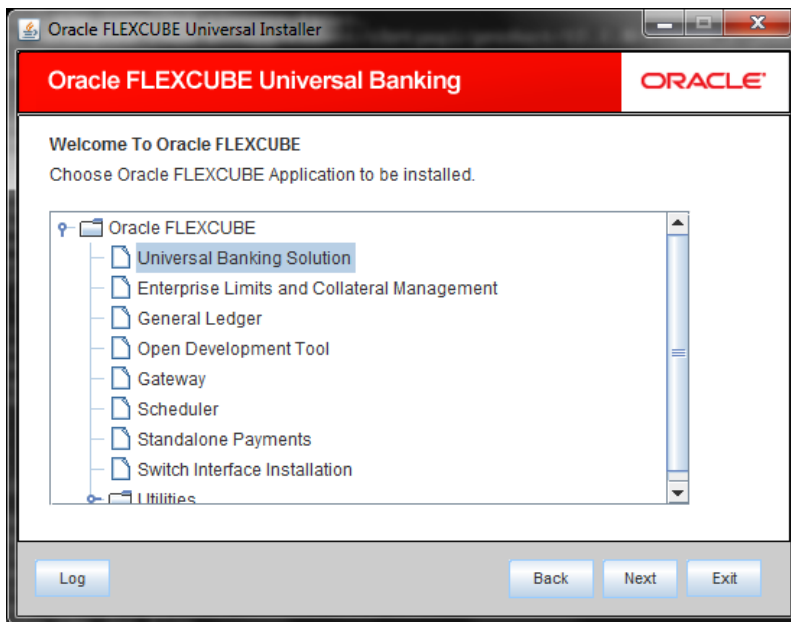 Oracle FLEXCUBE Universal Installer
Oracle FLEXCUBE Universal Banking
ORACLE
Welcome To Oracle FLEXCUBE
Choose Oracle FLEXCUBE Application to be installed.
Oracle FLEXCUBE
Universal Banking Solution
Enterprise Limits and Collateral Management
General Ledger
Open Development Tool
Gateway
Scheduler
Standalone Payments
Switch Interface Installation
Utilities
Log Back Next Exit